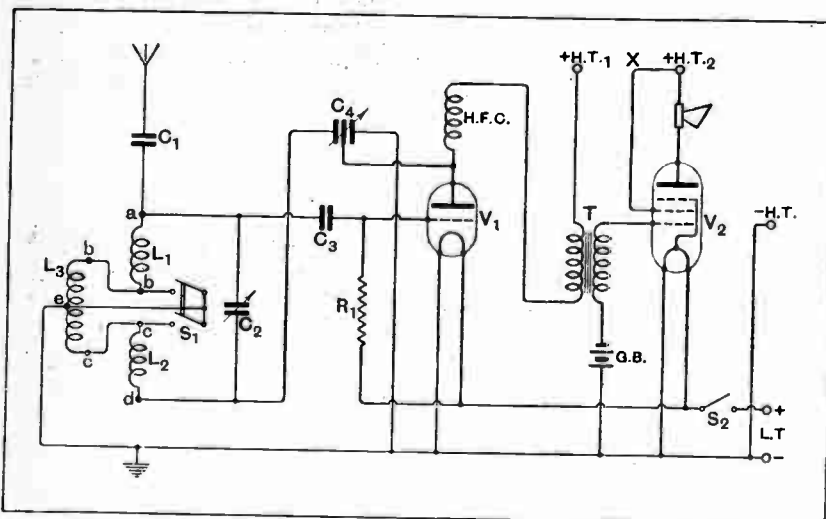 +H.T.1
X
+H.T.2
C4
H.F.C.
C1
a
C3
V1
T
V2
-H.T.
b
L1
L3
b
e
S1
C2
R1
c
c
L2
G.B.
d
S2
+
L.T
-